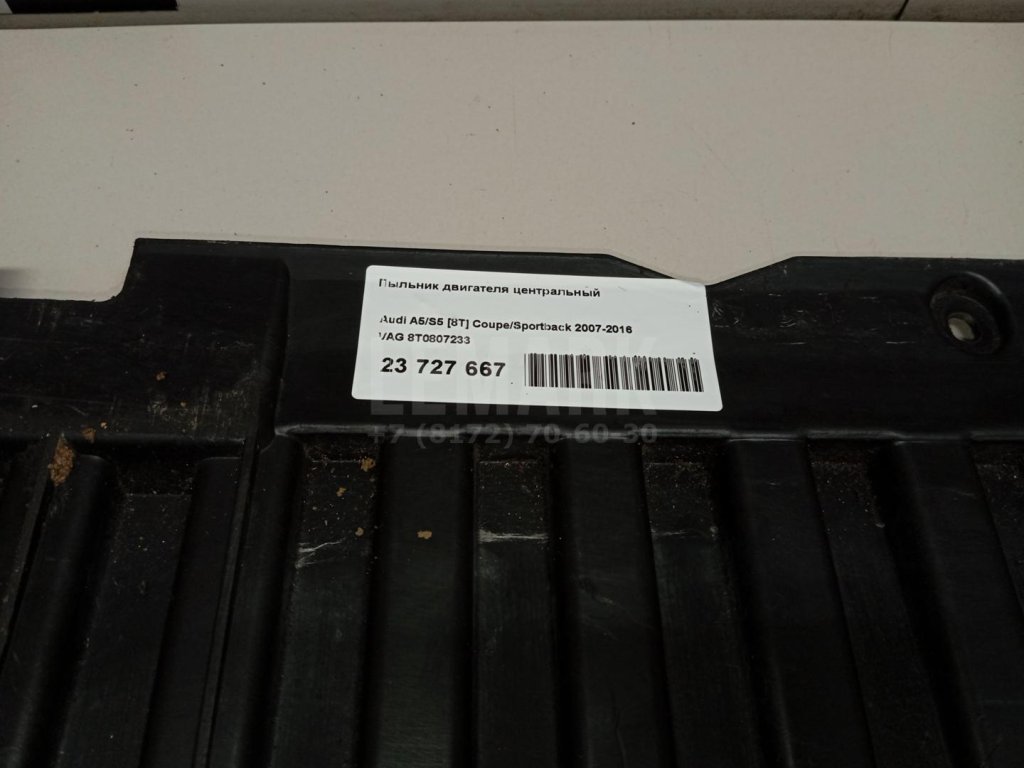 Пыльник двигателя центральный
Audi A5/S5 [8T] Coupe/Sportback 2007-2016
VAG 8T0807233
23 727 667
LEMARK
+7 (8172) 70-60-30